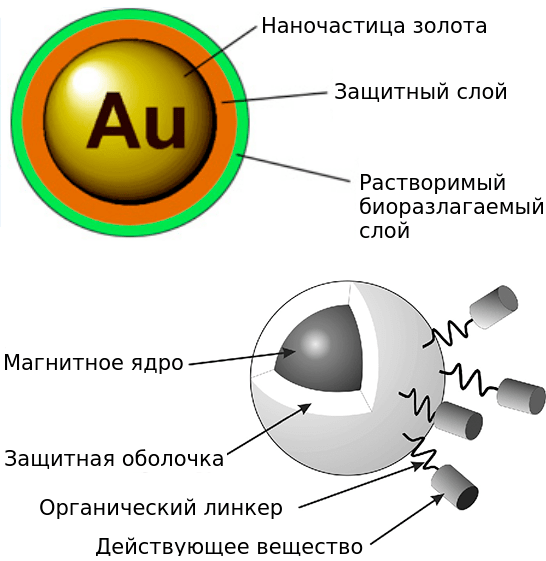 Наночастица золота
Au
Защитный слой
Растворимый
биоразлагаемый
слой
Магнитное ядро
Защитная оболочка
Органический линкер
Действующее вещество